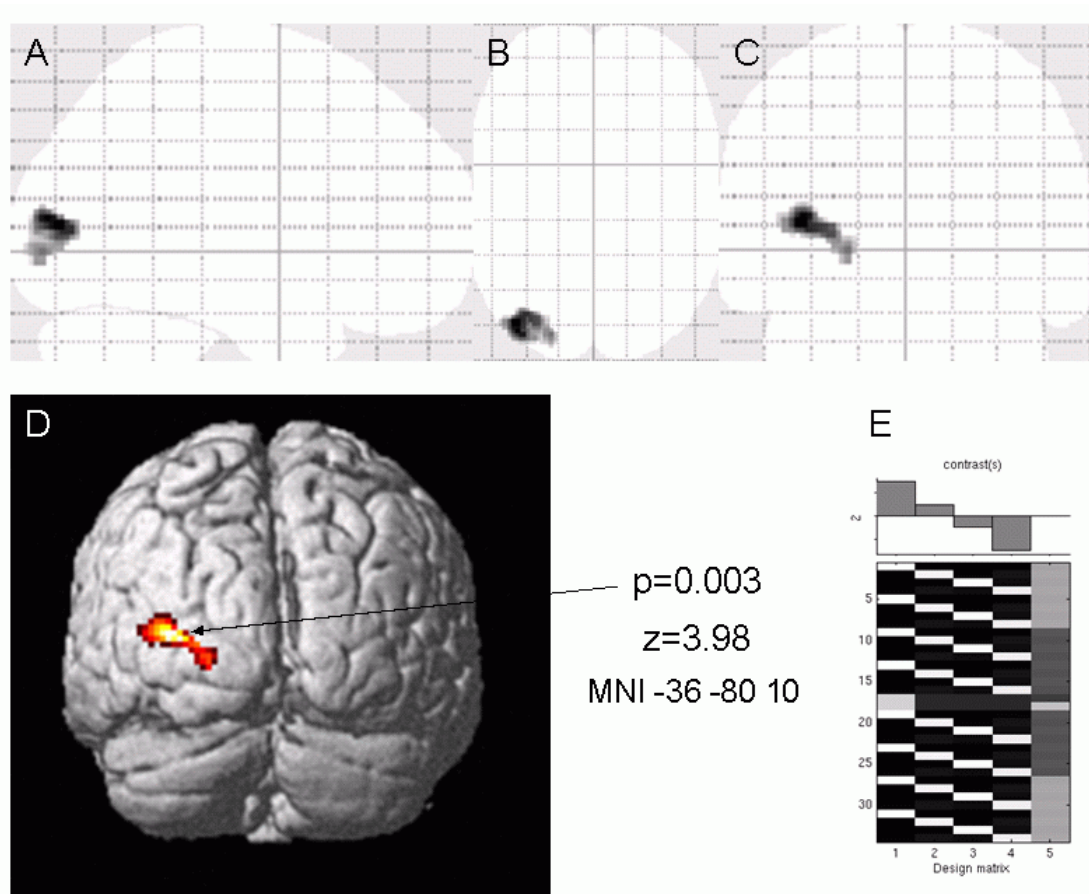 A
B
C
D
E
p=0.003
z=3.98
MNI -36 -80 10
contrast(s)
2
5
10
15
20
25
30
1
2
3
4
5
Design matrix